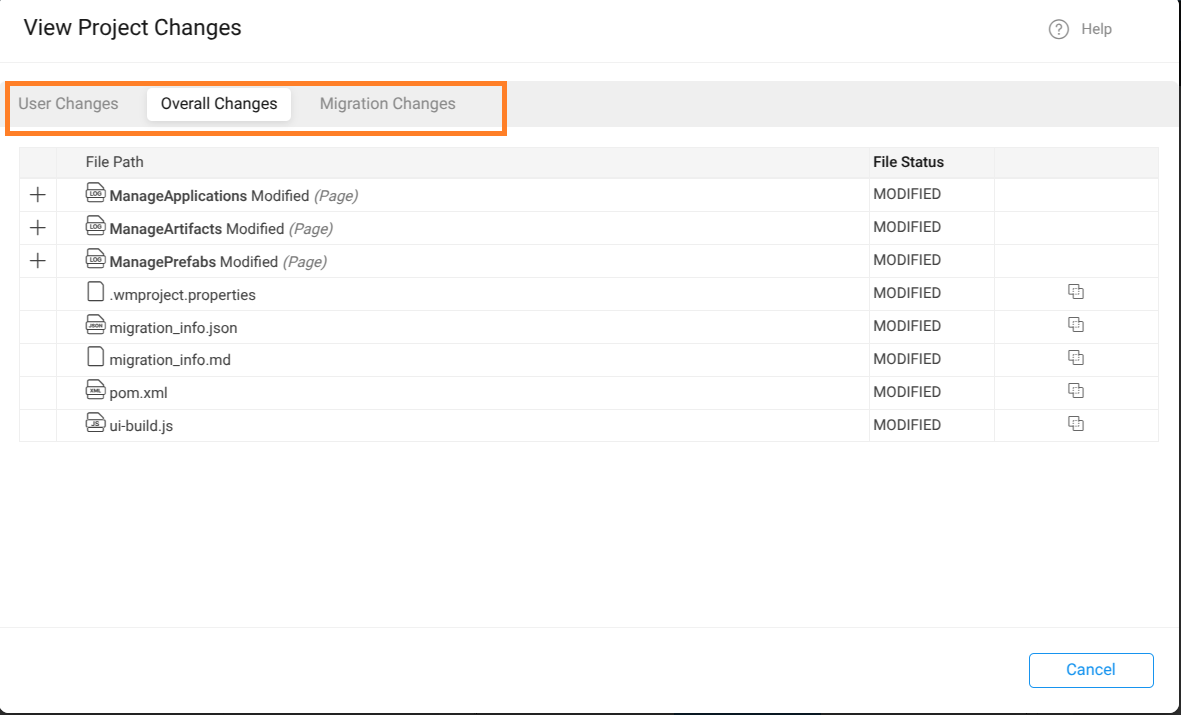 View Project Changes
Help
User Changes Overall Changes Migration Changes
File Path File Status
LOG ManageApplications Modified (Page) MODIFIED
LOG ManageArtifacts Modified (Page) MODIFIED
LOG ManagePrefabs Modified (Page) MODIFIED
.wmproject.properties MODIFIED
JSON migration_info.json MODIFIED
migration_info.md MODIFIED
XML pom.xml MODIFIED
JS ui-build.js MODIFIED
Cancel